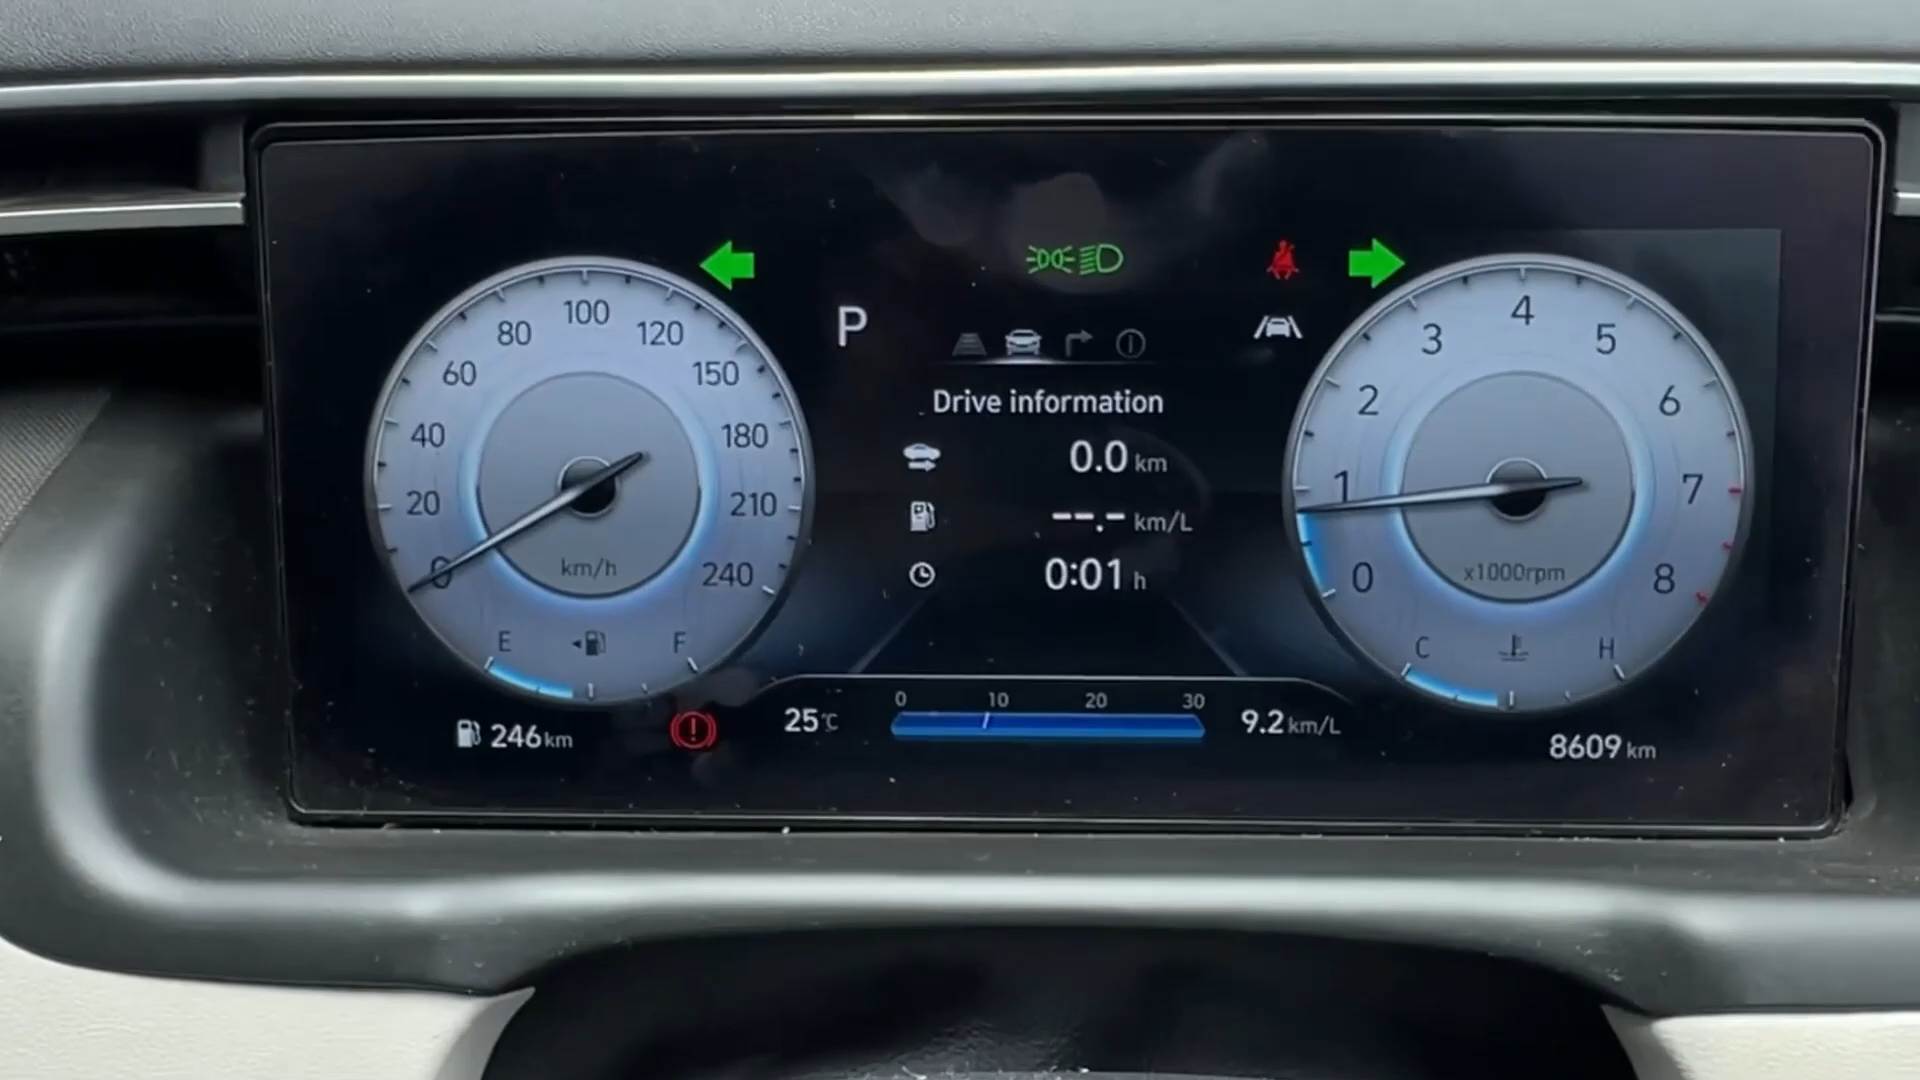 100
80
120
60
150
40
180
20
210
0
km/h
240
E
F
246 km
P
Drive information
0.0 km
--.- km/L
0:01 h
0 10 20 30
25°C
9.2 km/L
4
3
5
2
6
1
7
0
x1000rpm
8
C
H
8609 km